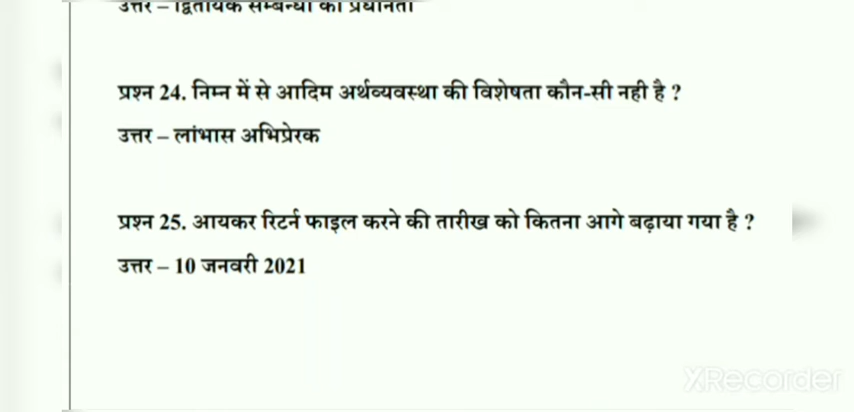 उत्तर – द्वितीयक सम्बन्धों की प्रधानता
प्रश्न 24. निम्न में से आदिम अर्थव्यवस्था की विशेषता कौन-सी नही है ?
उत्तर – लांभास अभिप्रेरक
प्रश्न 25. आयकर रिटर्न फाइल करने की तारीख को कितना आगे बढ़ाया गया है ?
उत्तर – 10 जनवरी 2021
XRecorder